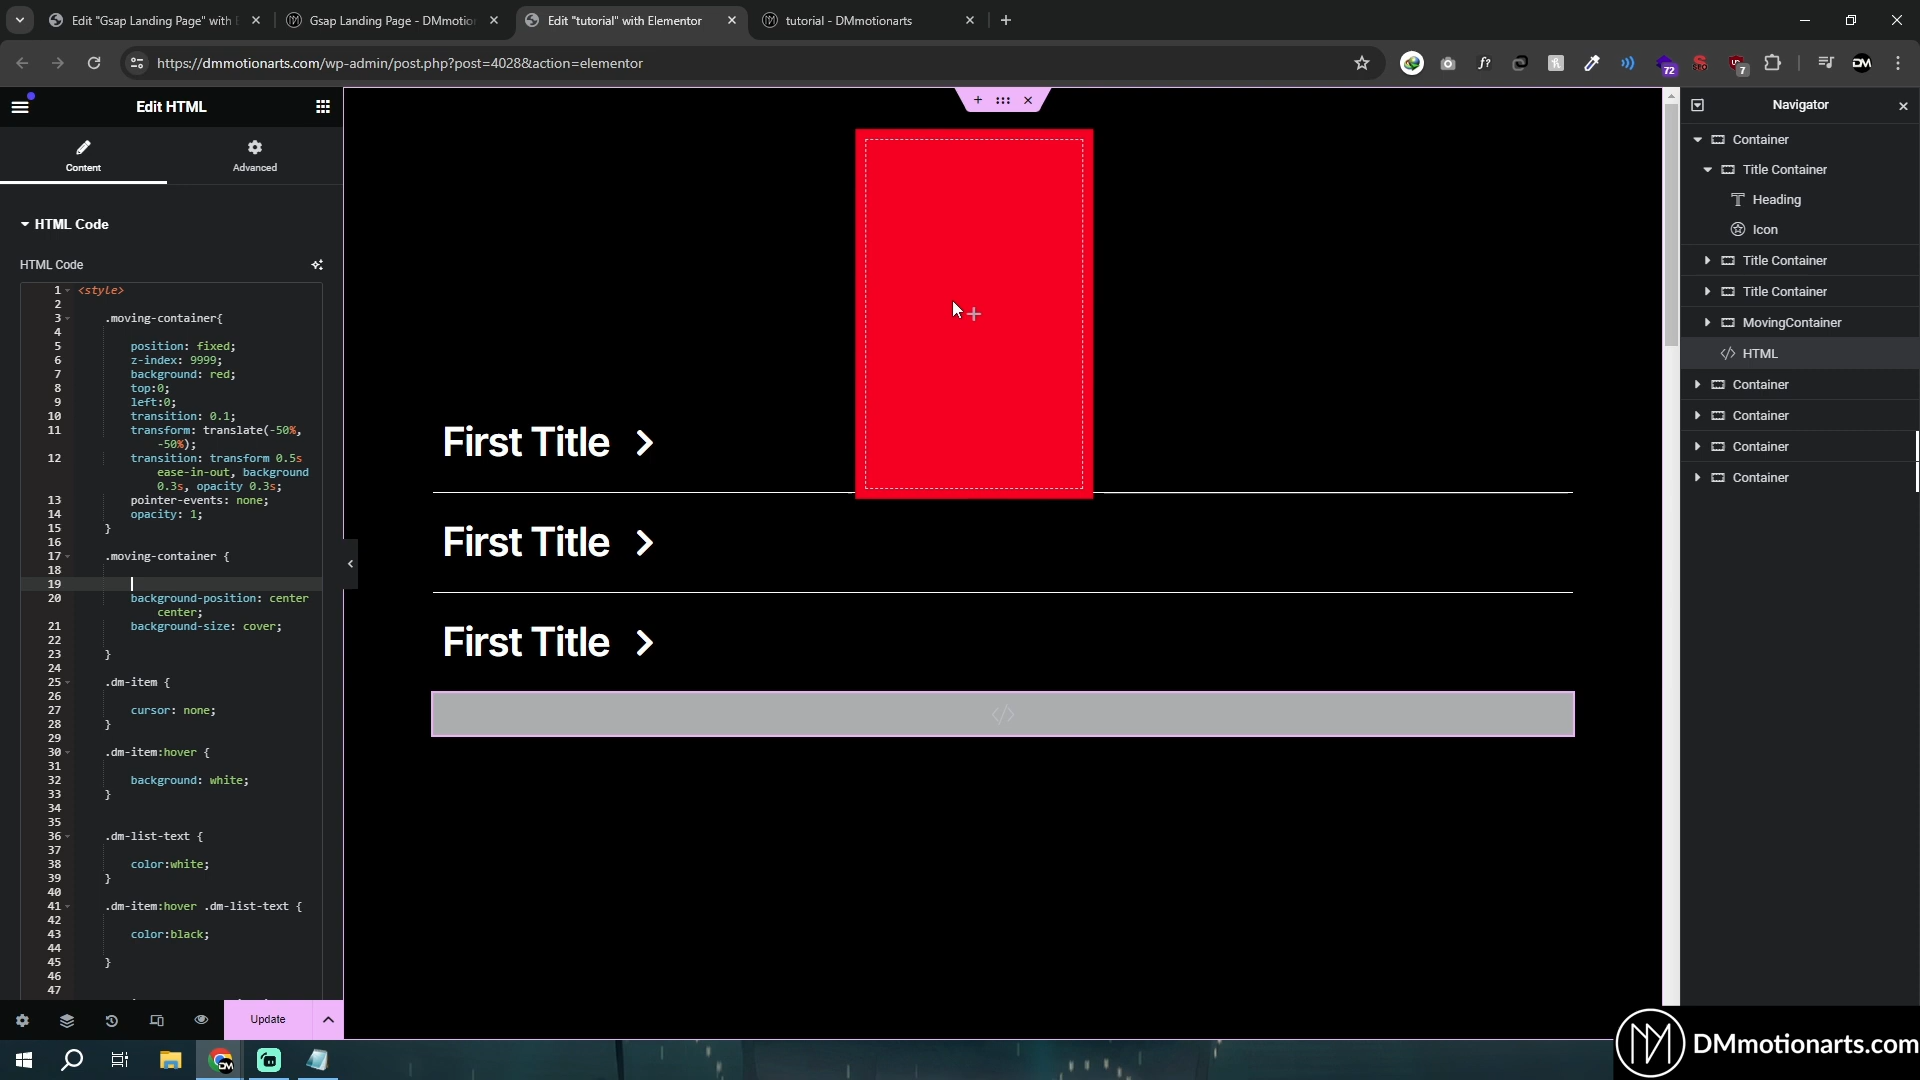 Edit "Gsap Landing Page" with E
Gsap Landing Page - DMmotion
Edit "tutorial" with Elementor
tutorial - DMmotionarts
https://dmmotionarts.com/wp-admin/post.php?post=4028&action=elementor
f?
72
7
DM
Edit HTML
Content
Advanced
HTML Code
HTML Code
1 <style>
2
3 .moving-container{
4
5 position: fixed;
6 z-index: 9999;
7 background: red;
8 top:0;
9 left:0;
10 transition: 0.1;
11 transform: translate(-50%,
-50%);
12 transition: transform 0.5s
ease-in-out, background
0.3s, opacity 0.3s;
13 pointer-events: none;
14 opacity: 1;
15 }
16
17 .moving-container {
18
19
20 background-position: center
center;
21 background-size: cover;
22
23 }
24
25 .dm-item {
26
27 cursor: none;
28 }
29
30 .dm-item:hover {
31
32 background: white;
33 }
34
35
36 .dm-list-text {
37
38 color:white;
39 }
40
41 .dm-item:hover .dm-list-text {
42
43 color:black;
44
45 }
46
47
Update
First Title
First Title
First Title
Navigator
Container
Title Container
Heading
Icon
Title Container
Title Container
MovingContainer
HTML
Container
Container
Container
Container
DMmotionarts.com